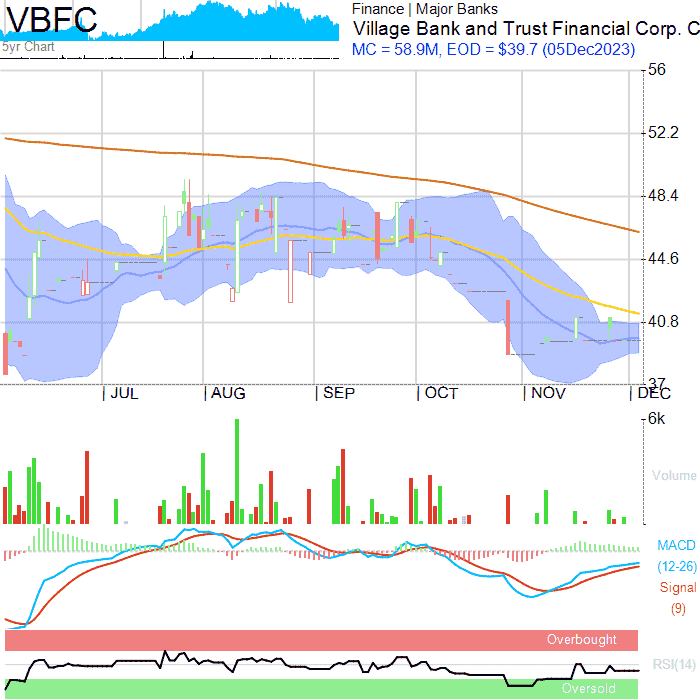 VBFC
5yr Chart
Finance | Major Banks
Village Bank and Trust Financial Corp. C
MC = 58.9M, EOD = $39.7 (05Dec2023)
56
52.2
48.4
44.6
40.8
37
JUL
AUG
SEP
OCT
NOV
DEC
6k
Volume
MACD
(12-26)
Signal
(9)
Overbought
RSI(14)
Oversold